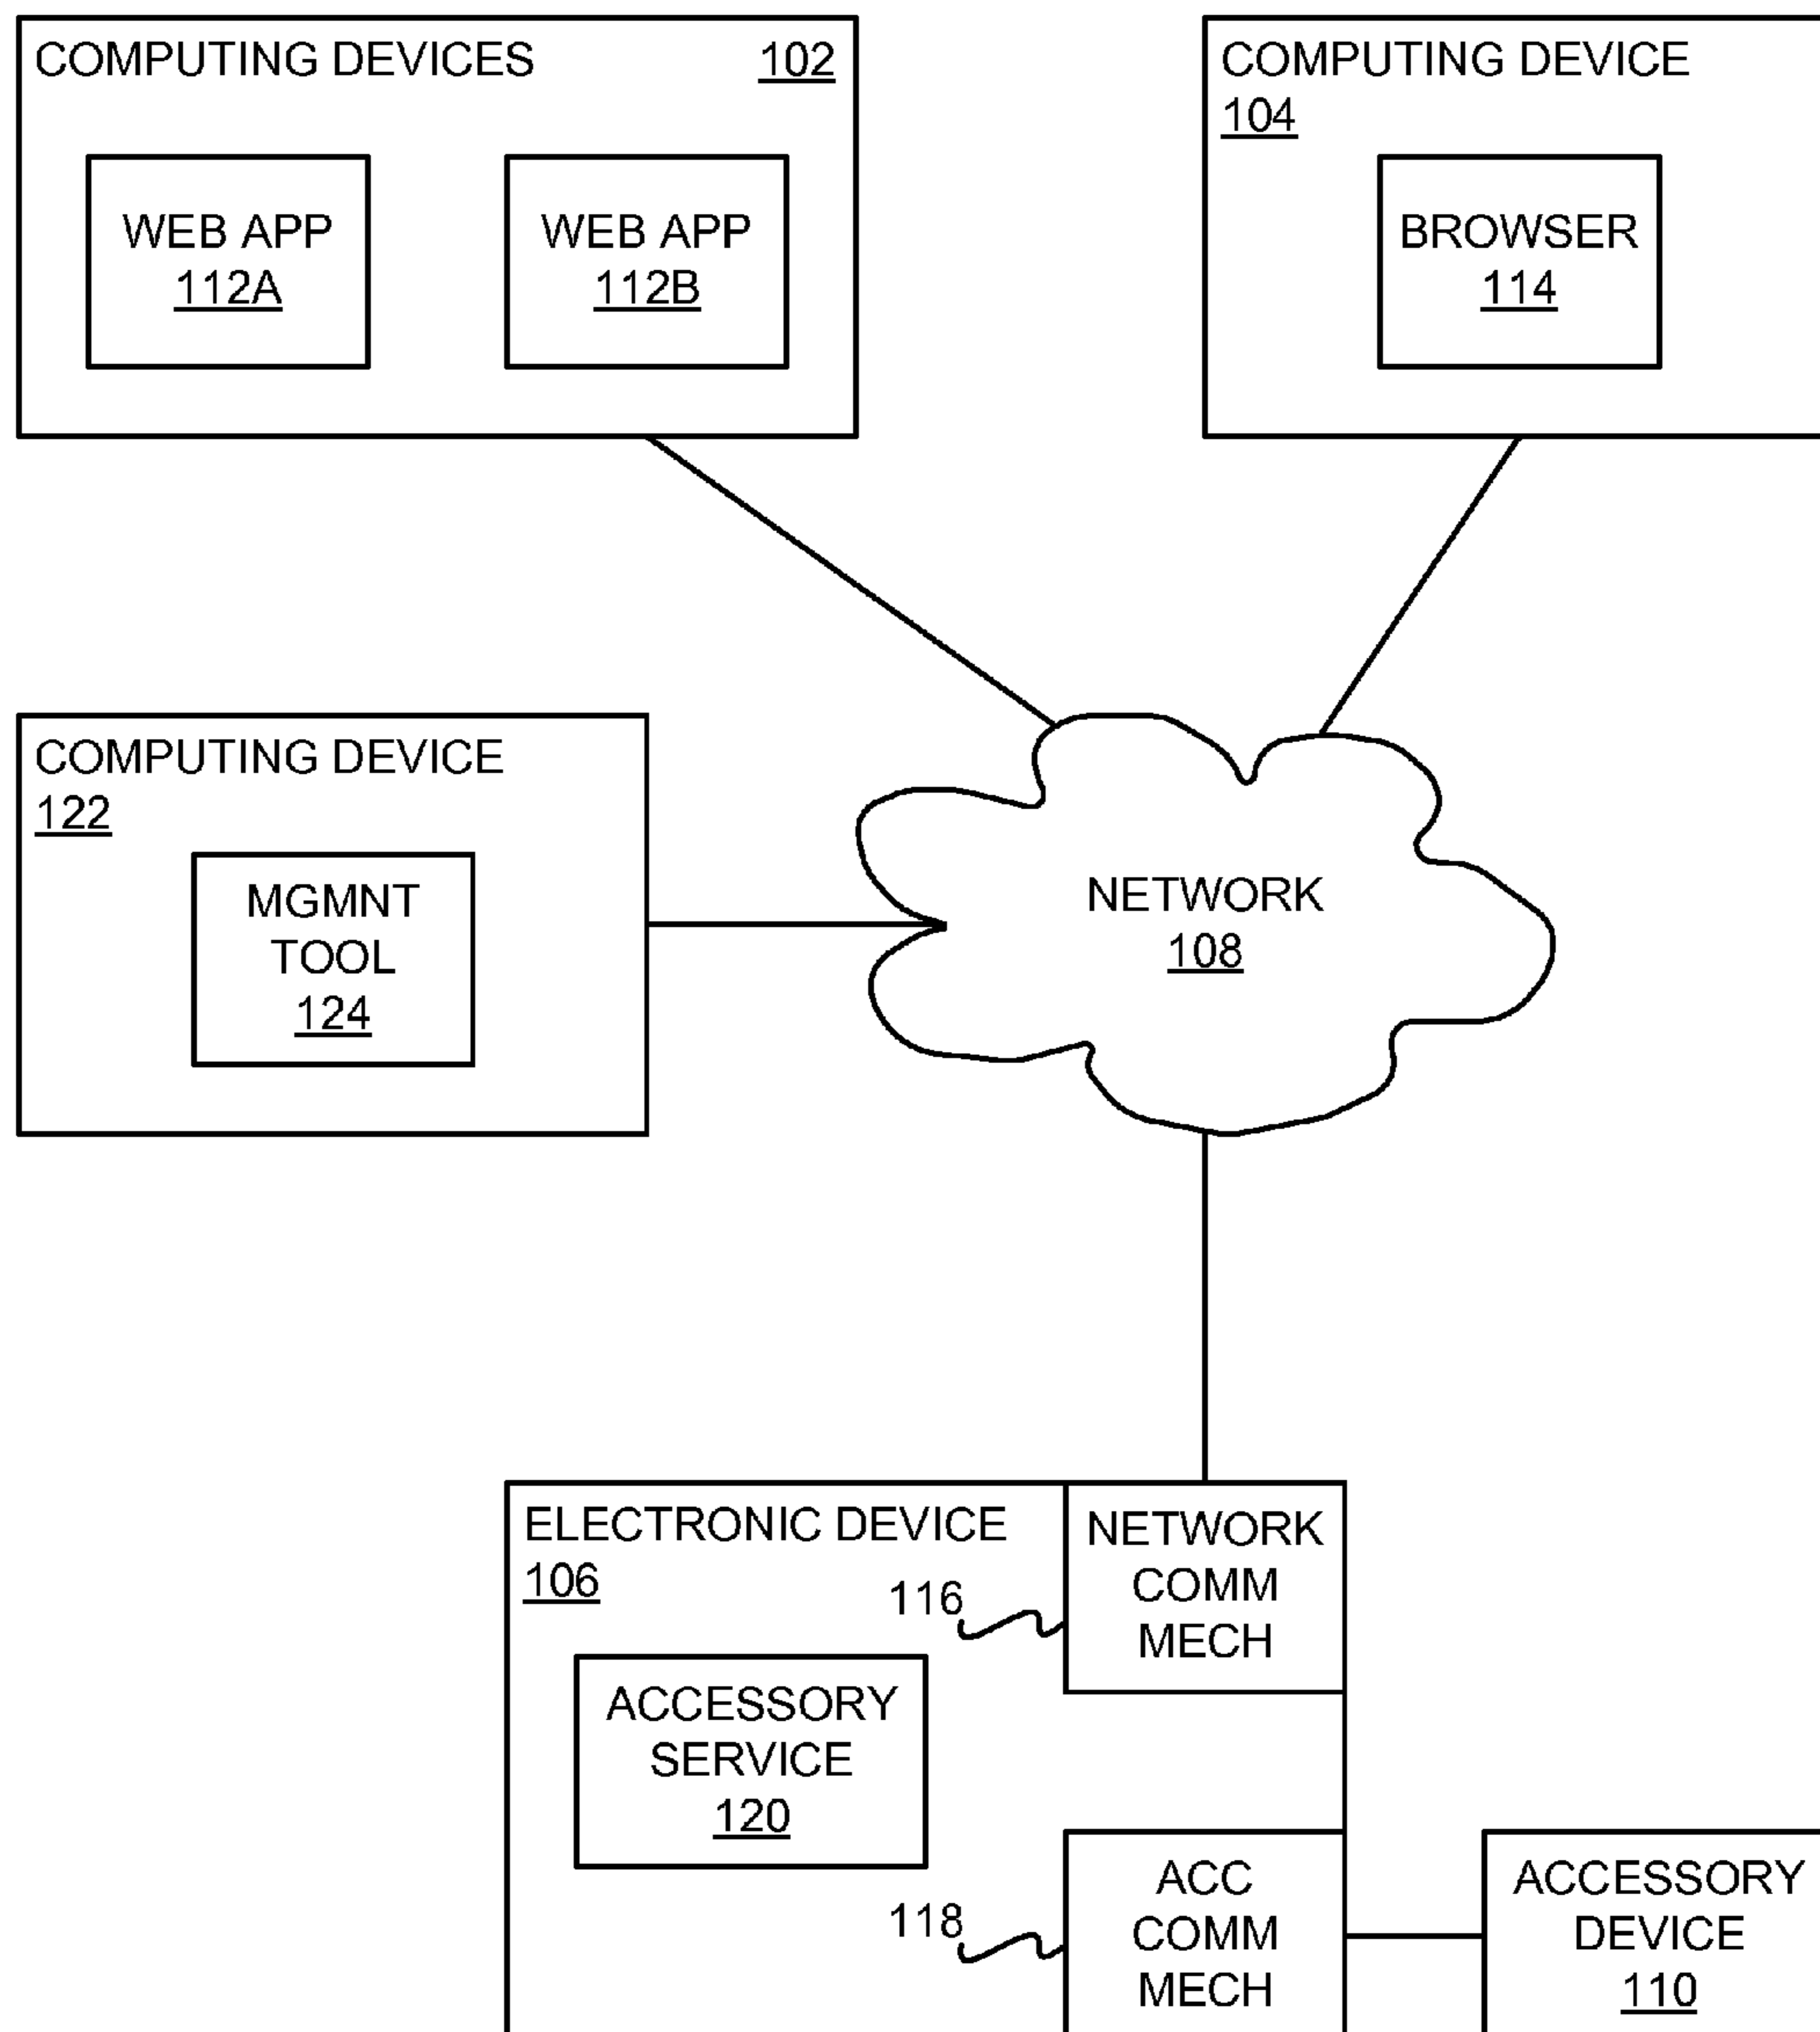 COMPUTING DEVICES 102
WEB APP
112A
WEB APP
112B
COMPUTING DEVICE
104
BROWSER
114
COMPUTING DEVICE
122
MGMNT
TOOL
124
NETWORK
108
ELECTRONIC DEVICE
106
116
NETWORK
COMM
MECH
ACCESSORY
SERVICE
120
118
ACC
COMM
MECH
ACCESSORY
DEVICE
110